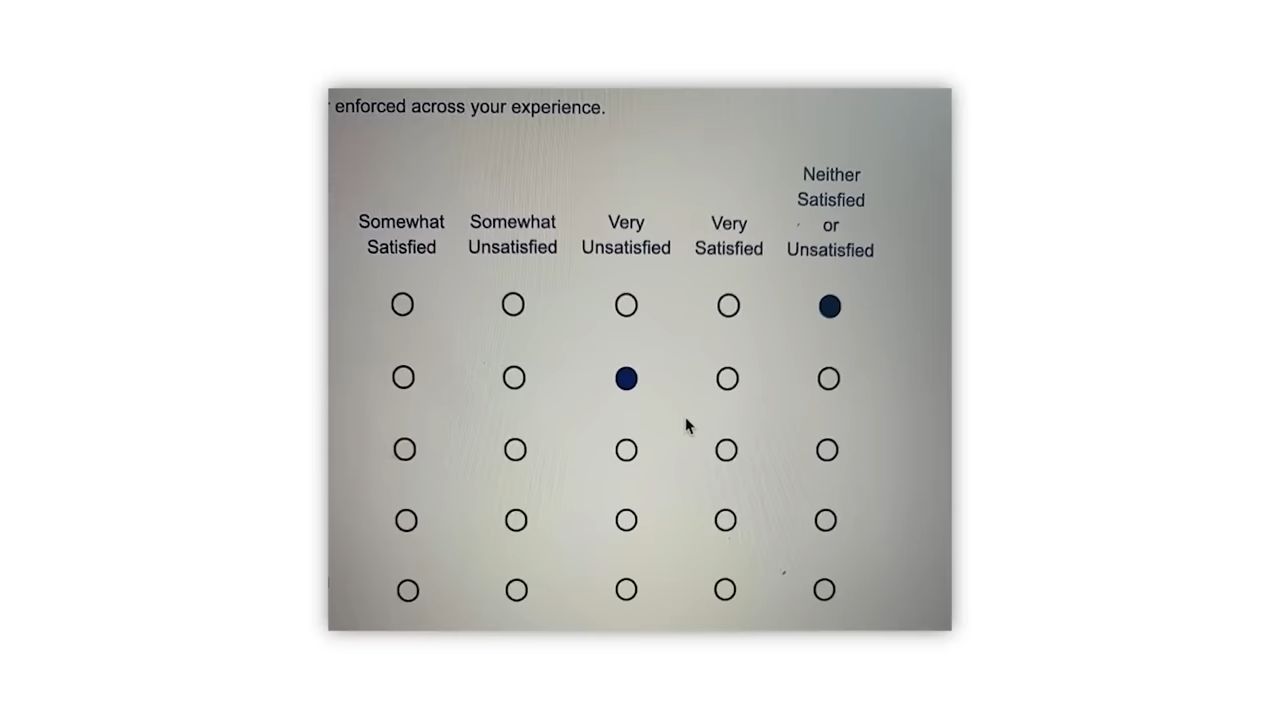 enforced across your experience.
Somewhat Satisfied
Somewhat Unsatisfied
Very Unsatisfied
Very Satisfied
Neither Satisfied or Unsatisfied